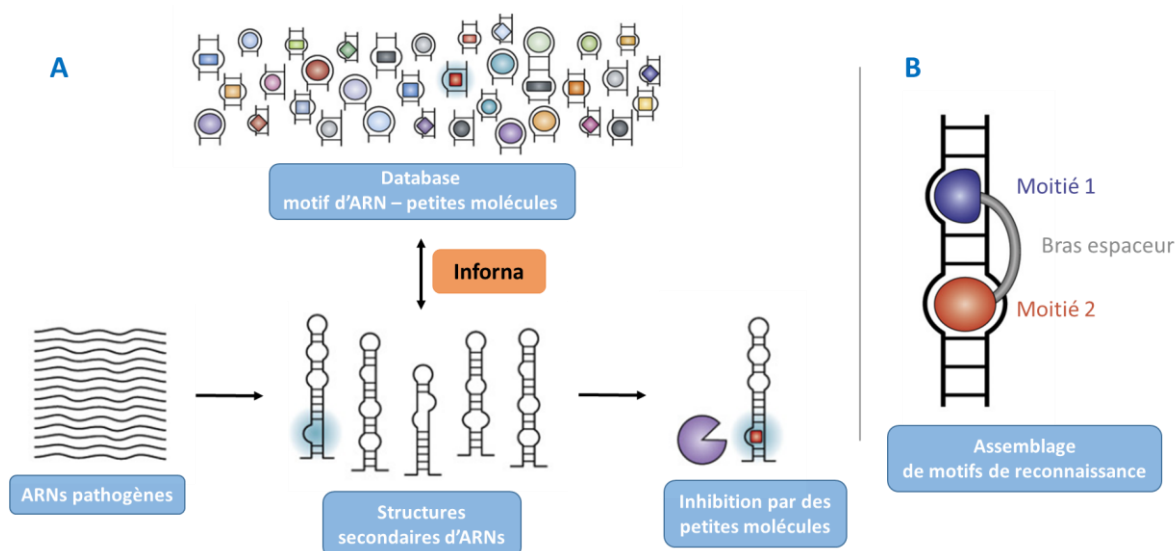 A
Database
motif d'ARN – petites molécules
Informa
ARNs pathogènes
Structures
secondaires d'ARNs
Inhibition par des
petites molécules
B
Moitié 1
Bras espaceur
Moitié 2
Assemblage
de motifs de reconnaissance